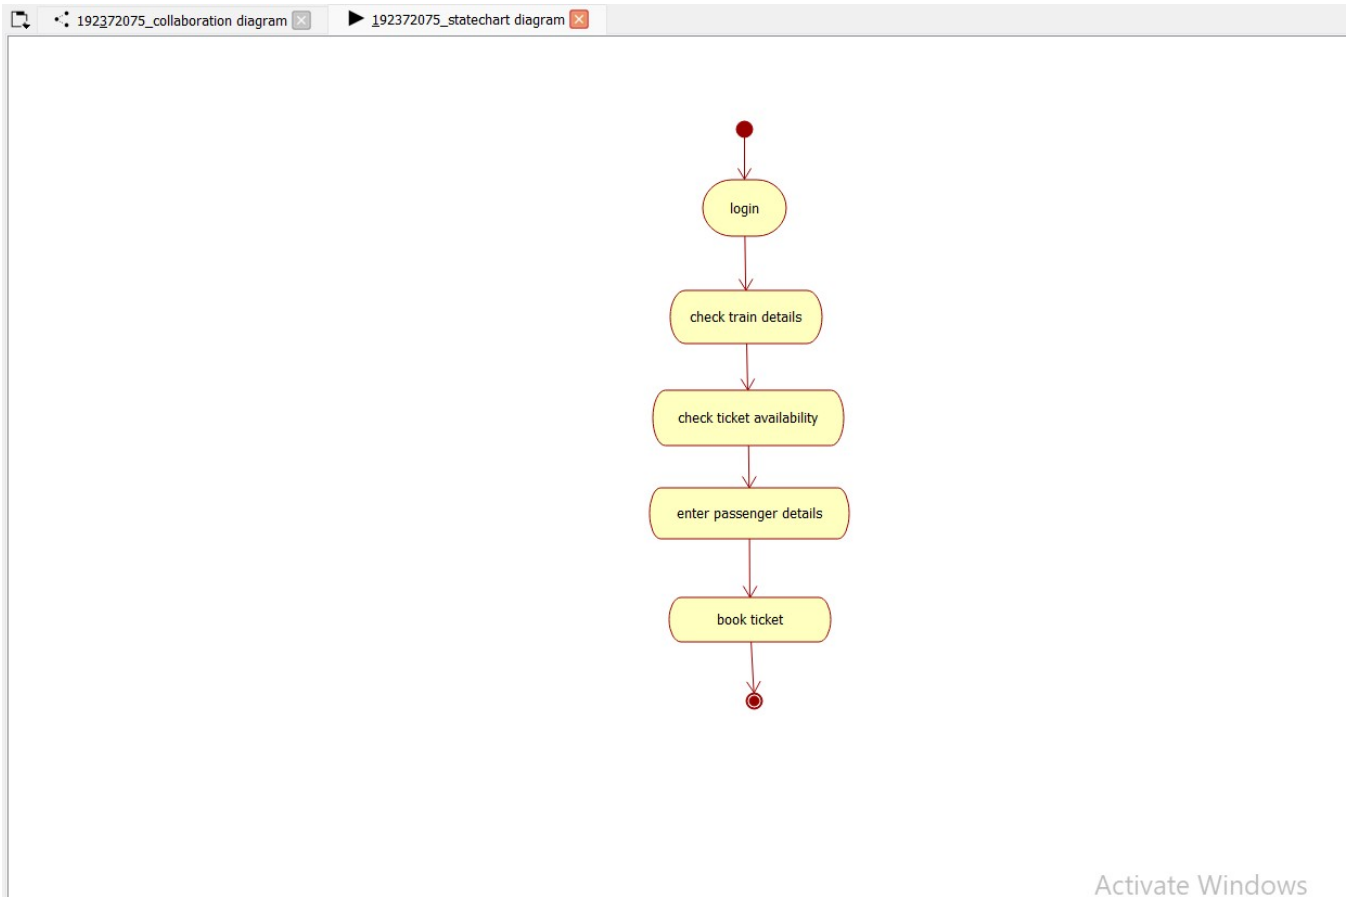 192372075_collaboration diagram
192372075_statechart diagram
login
check train details
check ticket availability
enter passenger details
book ticket
Activate Windows